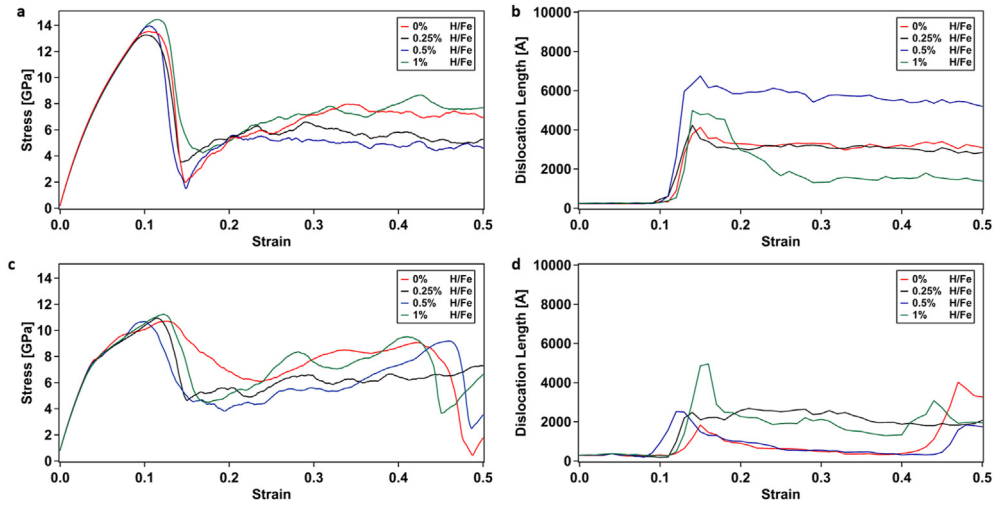 a
Stress [GPa]
14
12
10
8
6
4
2
0
0% H/Fe
0.25% H/Fe
0.5% H/Fe
1% H/Fe
0.0 0.1 0.2 0.3 0.4 0.5
Strain
b
Dislocation Length [A]
10000
8000
6000
4000
2000
0
0% H/Fe
0.25% H/Fe
0.5% H/Fe
1% H/Fe
0.0 0.1 0.2 0.3 0.4 0.5
Strain
c
Stress [GPa]
14
12
10
8
6
4
2
0
0% H/Fe
0.25% H/Fe
0.5% H/Fe
1% H/Fe
0.0 0.1 0.2 0.3 0.4 0.5
Strain
d
Dislocation Length [A]
10000
8000
6000
4000
2000
0
0% H/Fe
0.25% H/Fe
0.5% H/Fe
1% H/Fe
0.0 0.1 0.2 0.3 0.4 0.5
Strain